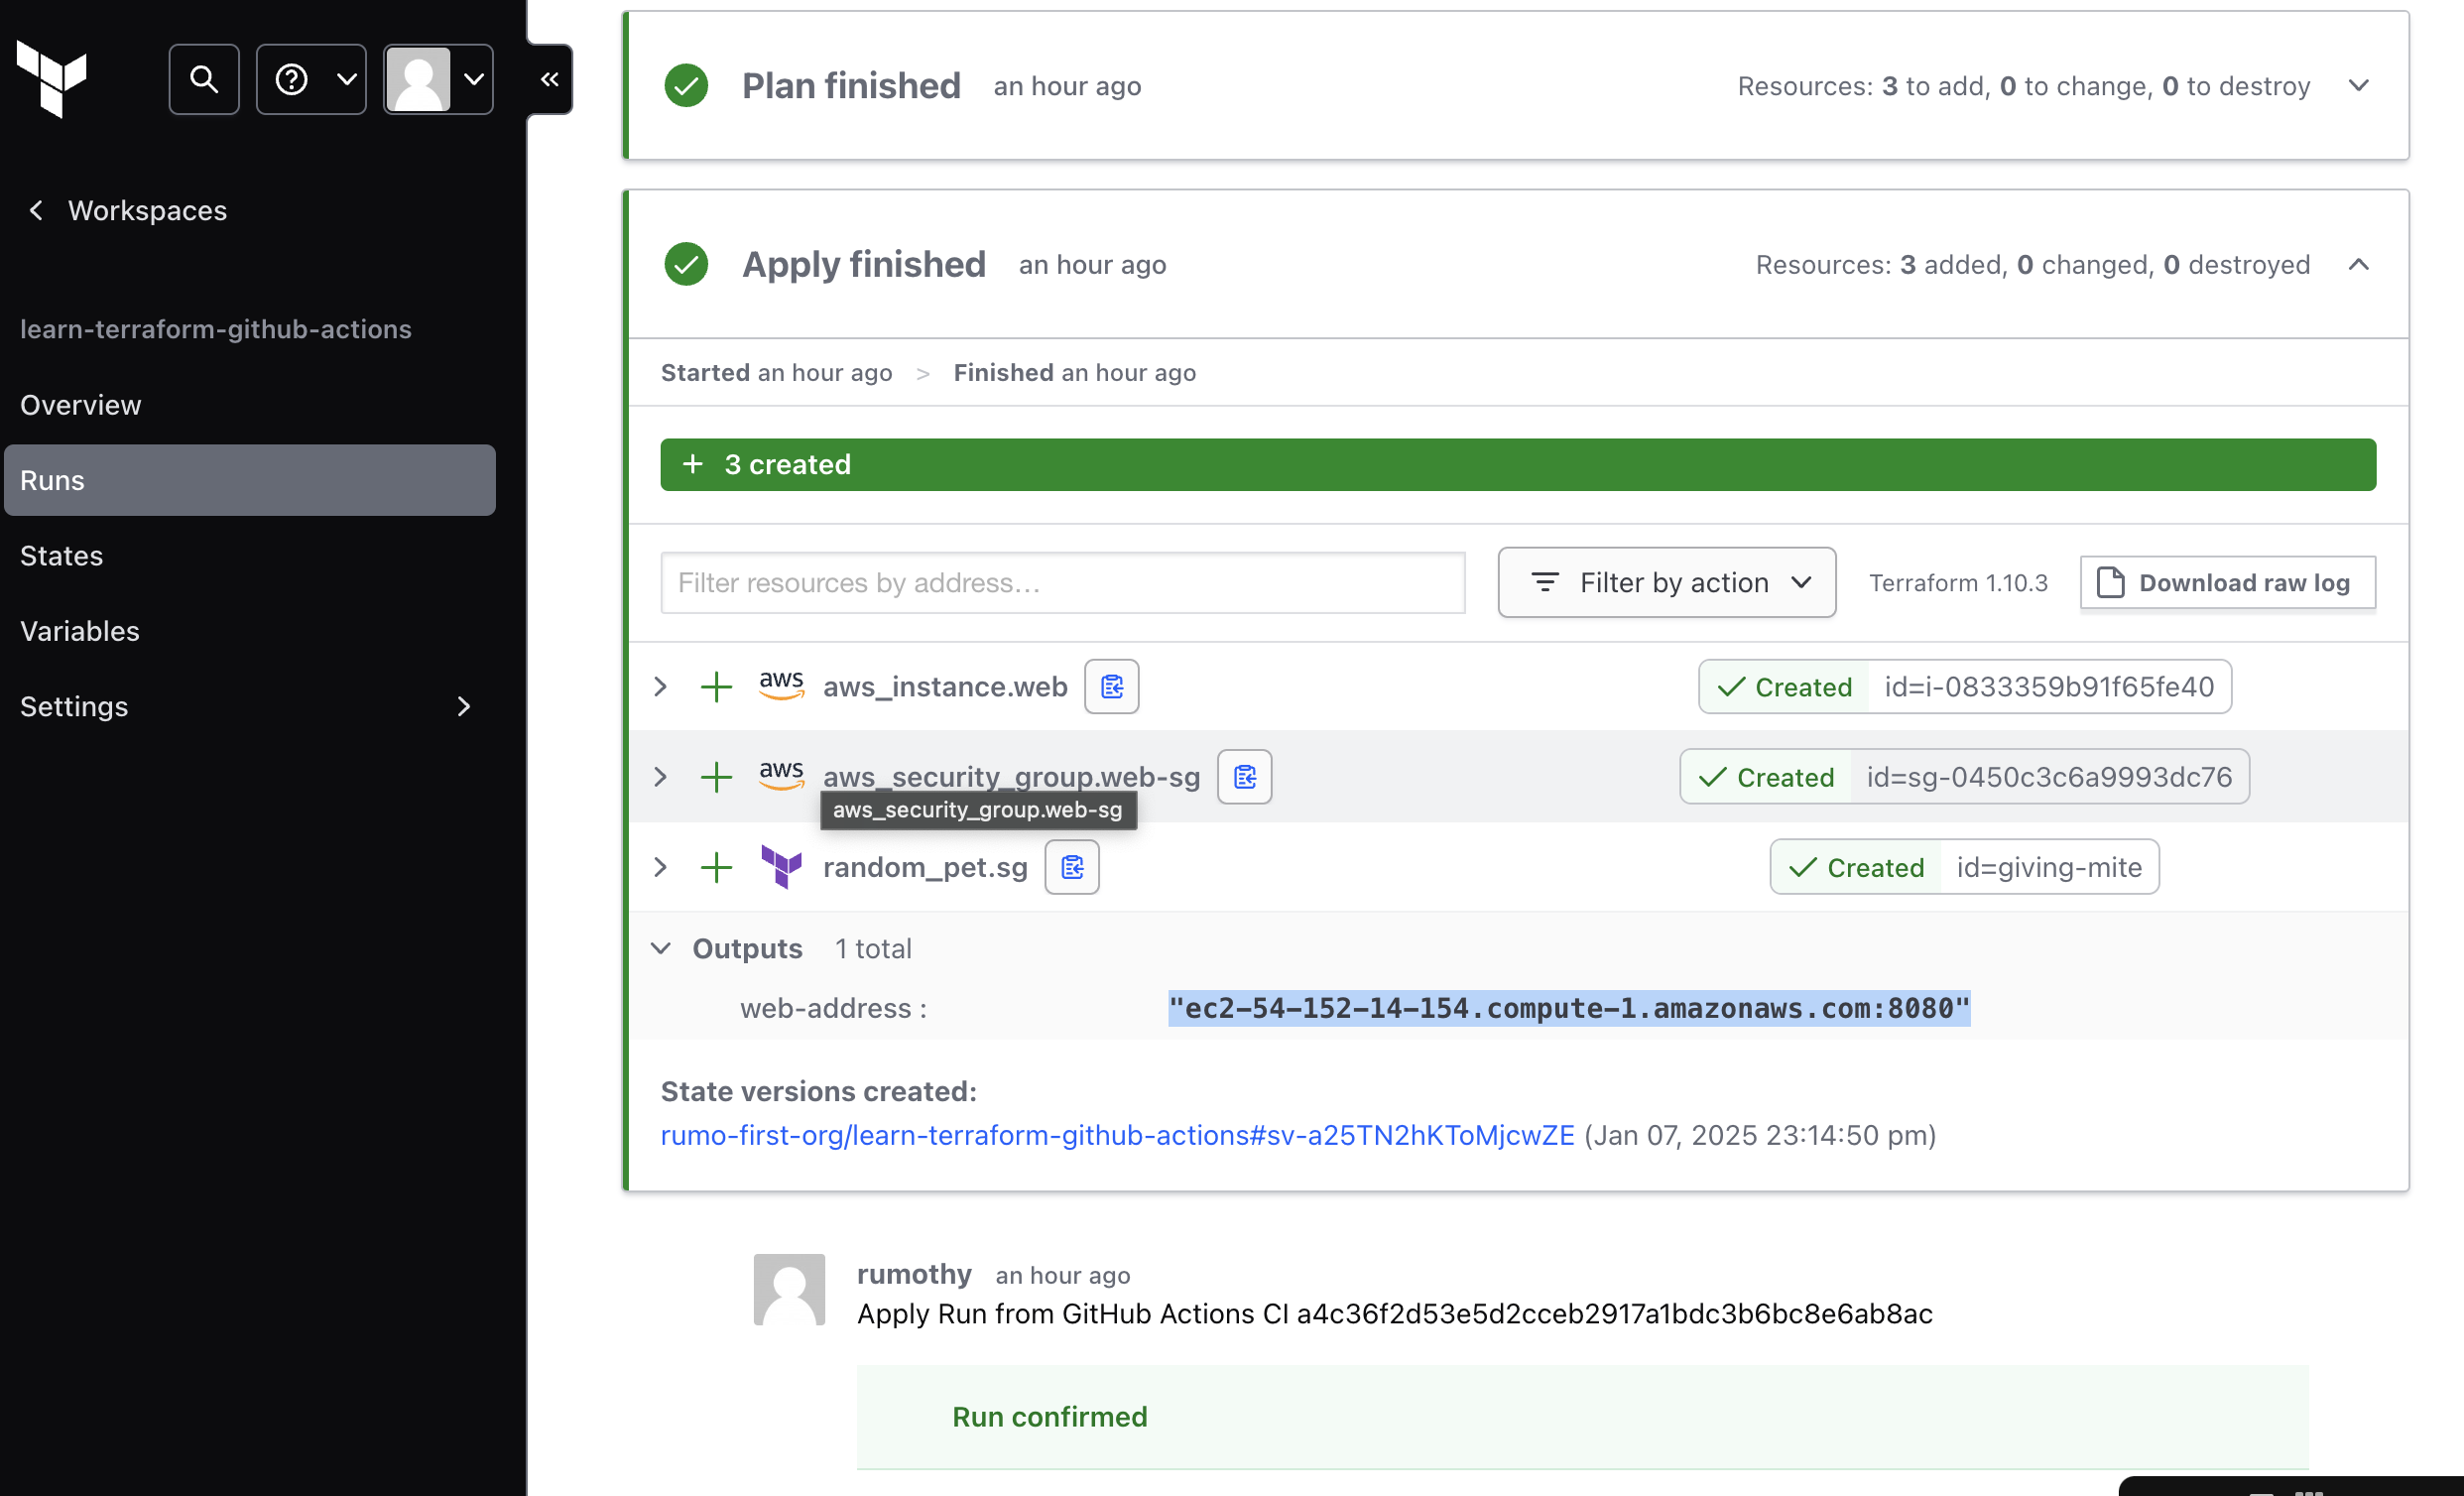 Workspaces
learn-terraform-github-actions
Overview
Runs
States
Variables
Settings
Plan finished an hour ago Resources: 3 to add, 0 to change, 0 to destroy
Apply finished an hour ago Resources: 3 added, 0 changed, 0 destroyed
Started an hour ago > Finished an hour ago
+ 3 created
Filter resources by address... Filter by action Terraform 1.10.3 Download raw log
aws aws_instance.web Created id=i-0833359b91f65fe40
aws aws_security_group.web-sg Created id=sg-0450c3c6a9993dc76
aws_security_group.web-sg
random_pet.sg Created id=giving-mite
Outputs 1 total
web-address : "ec2-54-152-14-154.compute-1.amazonaws.com:8080"
State versions created:
rumo-first-org/learn-terraform-github-actions#sv-a25TN2hKToMjcwZE (Jan 07, 2025 23:14:50 pm)
rumothy an hour ago
Apply Run from GitHub Actions CI a4c36f2d53e5d2cceb2917a1bdc3b6bc8e6ab8ac
Run confirmed